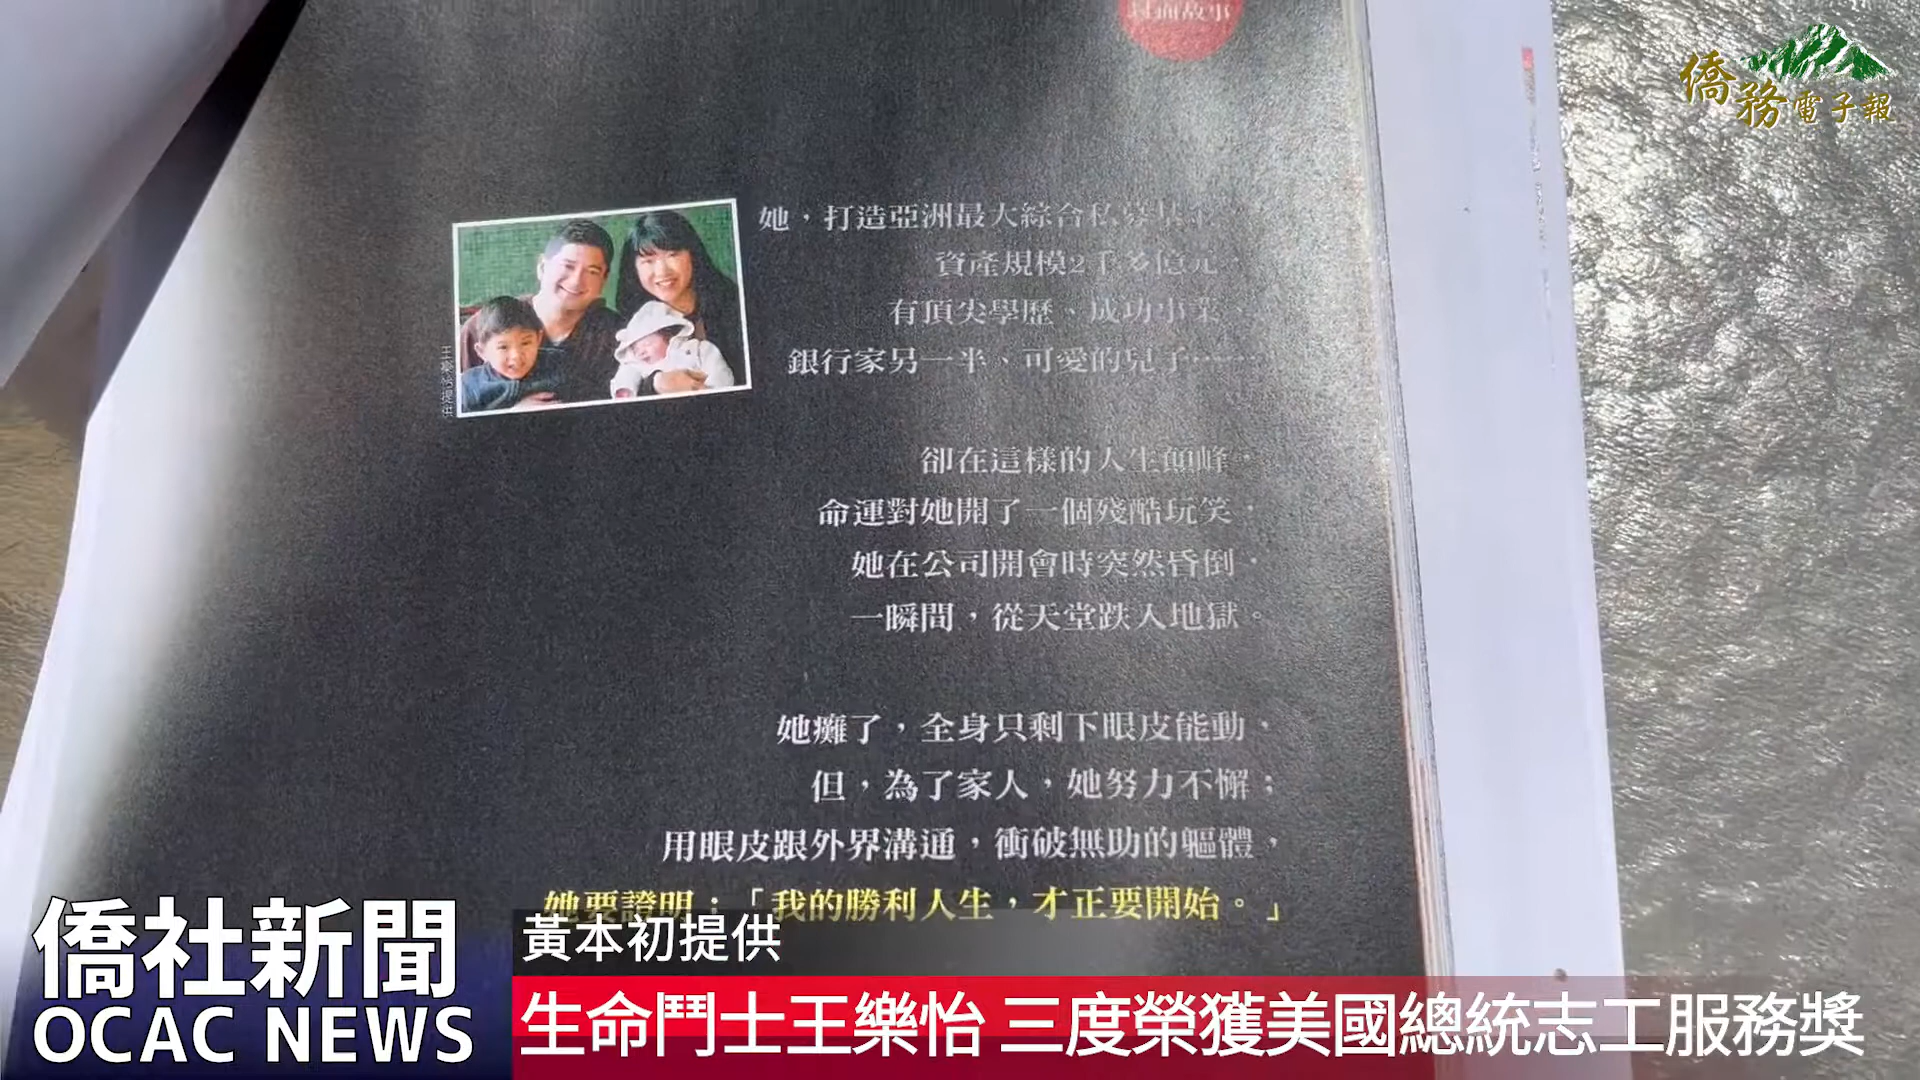 封面故事
僑務電子報
她，打造亞洲最大綜合私募基
資產規模2千多億元
有頂尖學歷、成功事業、
銀行家另一半、可愛的兒子
王樂怡提供
卻在這樣的人生顛峰，
命運對她開了一個殘酷玩笑，
她在公司開會時突然昏倒，
一瞬間，從天堂跌入地獄。
她癱了，全身只剩下眼皮能動，
但，為了家人，她努力不懈；
用眼皮跟外界溝通，衝破無助的軀體，
她要證明：「我的勝利人生，才正要開始。」
僑社新聞
OCAC NEWS
黃本初提供
生命鬥士王樂怡 三度榮獲美國總統志工服務獎